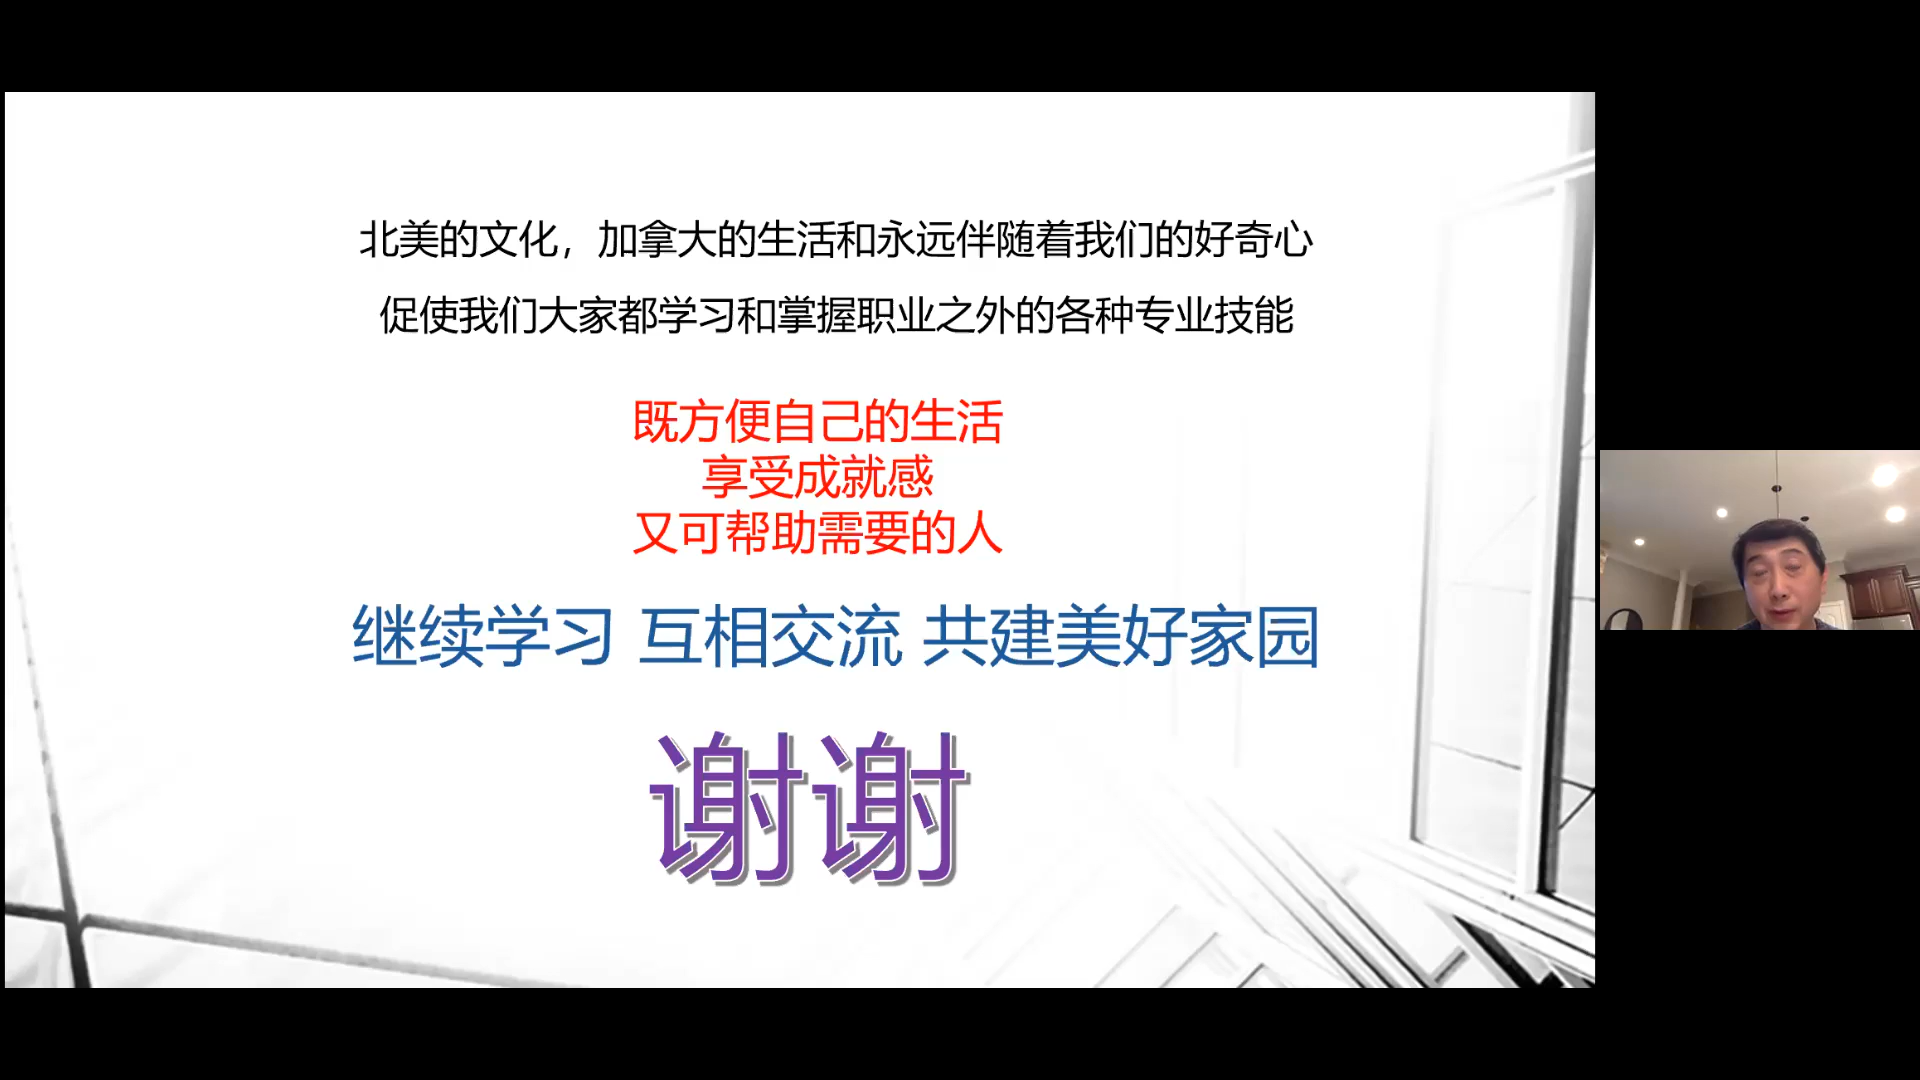 北美的文化，加拿大的生活和永远伴随着我们的好奇心
促使我们大家都学习和掌握职业之外的各种专业技能
既方便自己的生活
享受成就感
又可帮助需要的人
继续学习 互相交流 共建美好家园
谢谢